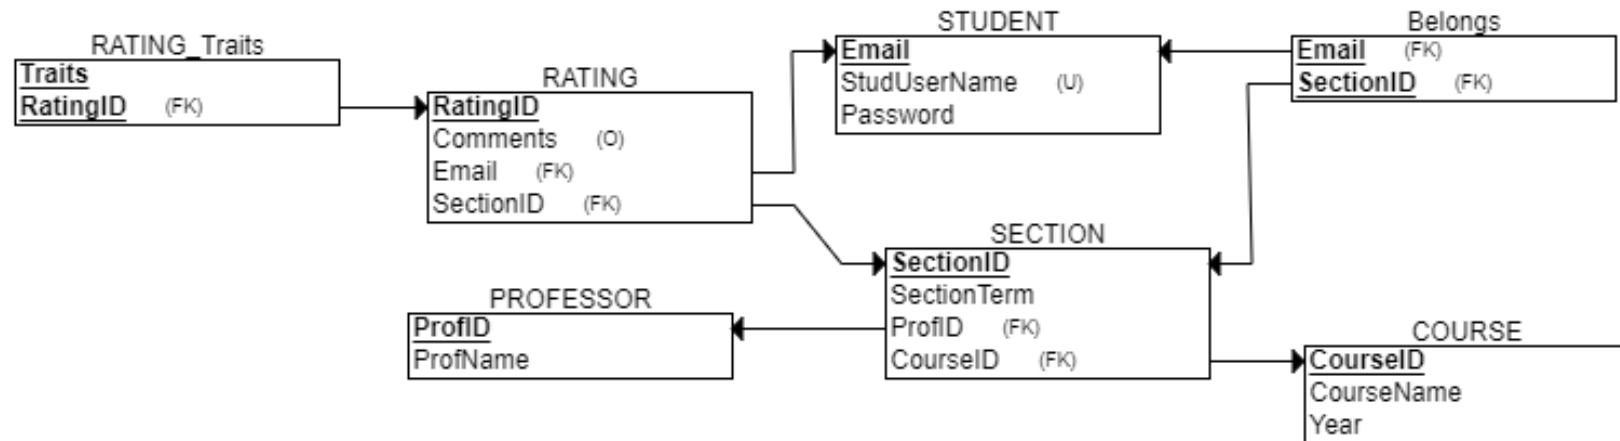 RATING_Traits
Traits
RatingID (FK)
RATING
RatingID
Comments (O)
Email (FK)
SectionID (FK)
STUDENT
Email
StudUserName (U)
Password
Belongs
Email (FK)
SectionID (FK)
PROFESSOR
ProfID
ProfName
SECTION
SectionID
SectionTerm
ProfID (FK)
CourseID (FK)
COURSE
CourseID
CourseName
Year